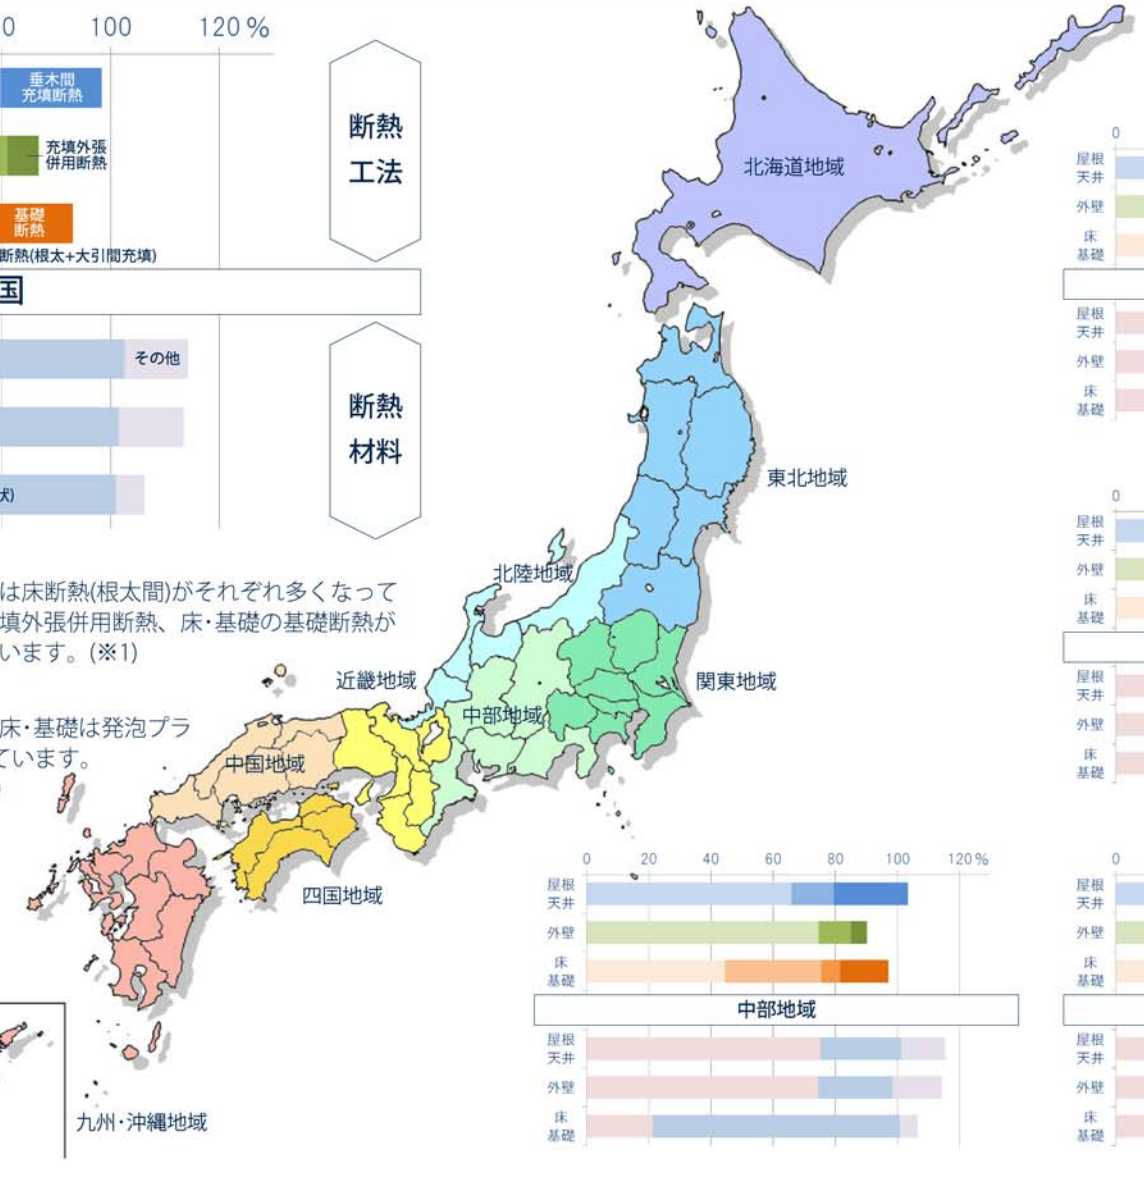 0 100 120 %
垂木間
充填断熱
充填外張
併用断熱
基礎
断熱
断熱(根太+大引間充填)
国
その他
状)
断熱
工法
断熱
材料
は床断熱(根太間)がそれぞれ多くなって
填外張併用断熱、床・基礎の基礎断熱が
います。(※1)
床・基礎は発泡プラ
ています。
)
北海道地域
東北地域
北陸地域
近畿地域
関東地域
中部地域
中国地域
四国地域
九州・沖縄地域
0 20 40 60 80 100 120%
屋根
天井
外壁
床
基礎
中部地域
屋根
天井
外壁
床
基礎
0
屋根
天井
外壁
床
基礎
屋根
天井
外壁
床
基礎
0
屋根
天井
外壁
床
基礎
屋根
天井
外壁
床
基礎
0
屋根
天井
外壁
床
基礎
屋根
天井
外壁
床
基礎